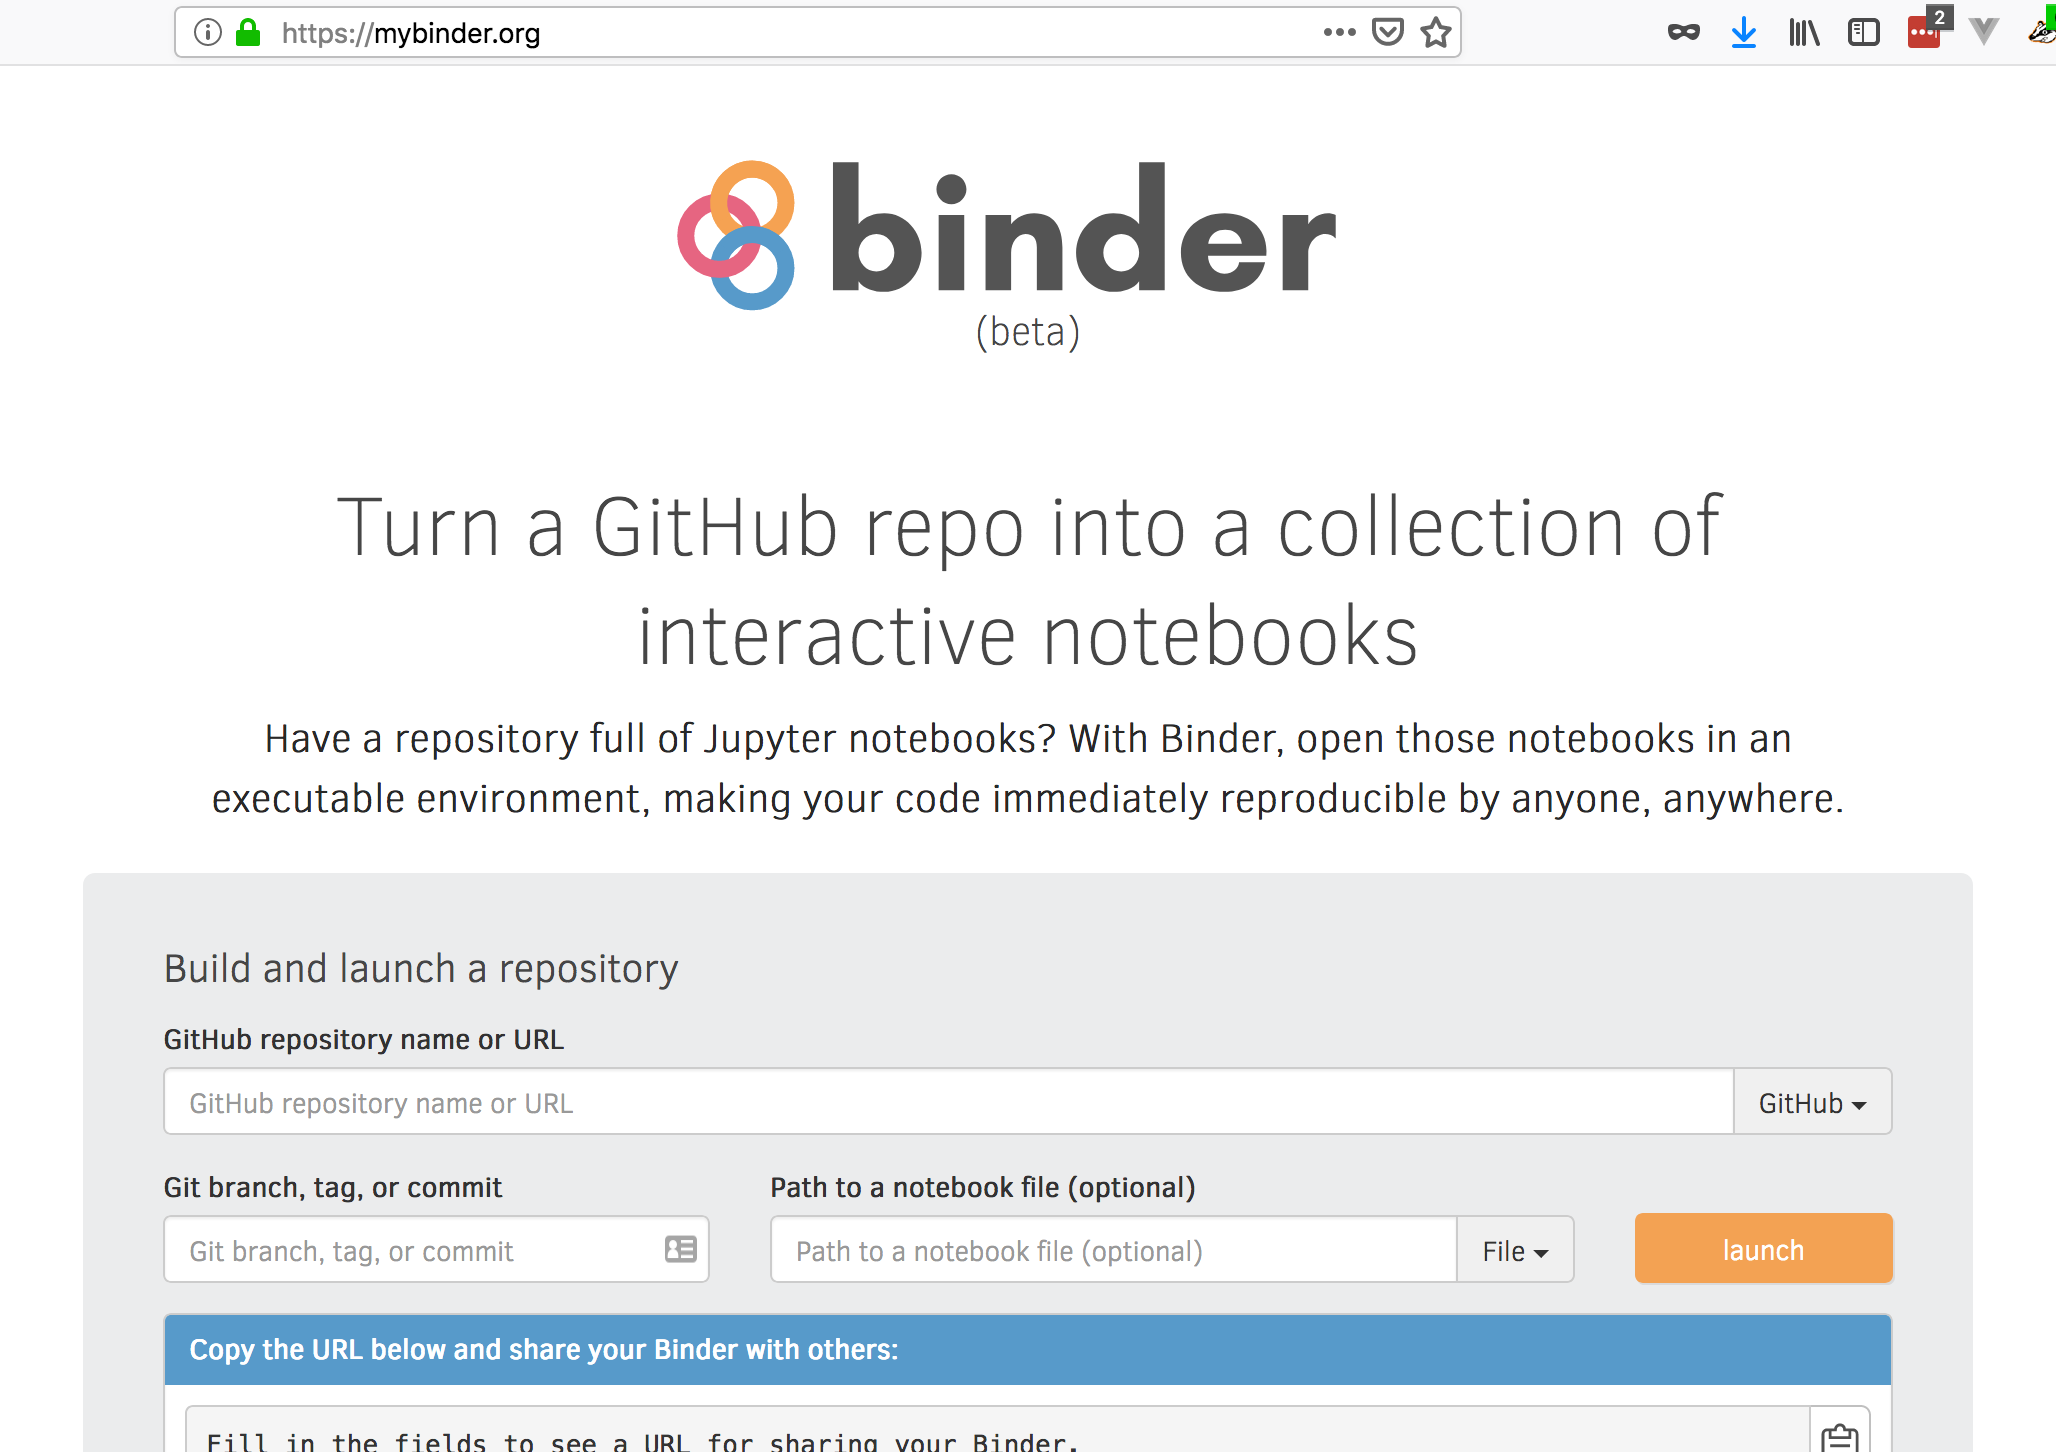 https://mybinder.org
2
binder
(beta)
Turn a GitHub repo into a collection of
interactive notebooks
Have a repository full of Jupyter notebooks? With Binder, open those notebooks in an
executable environment, making your code immediately reproducible by anyone, anywhere.
Build and launch a repository
GitHub repository name or URL
GitHub repository name or URL
GitHub
Git branch, tag, or commit
Path to a notebook file (optional)
Git branch, tag, or commit
Path to a notebook file (optional)
File
launch
Copy the URL below and share your Binder with others:
Fill in the fields to see a URL for sharing your Binder.